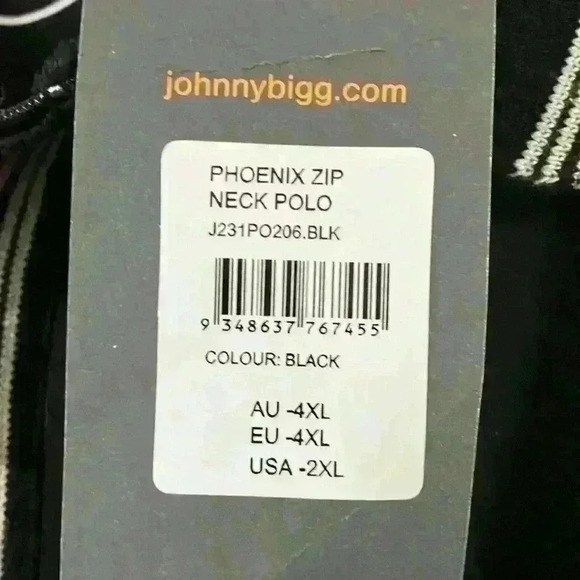 johnnybigg.com
PHOENIX ZIP
NECK POLO
J231PO206.BLK
9 348637 767455
COLOUR: BLACK
AU -4XL
EU -4XL
USA -2XL